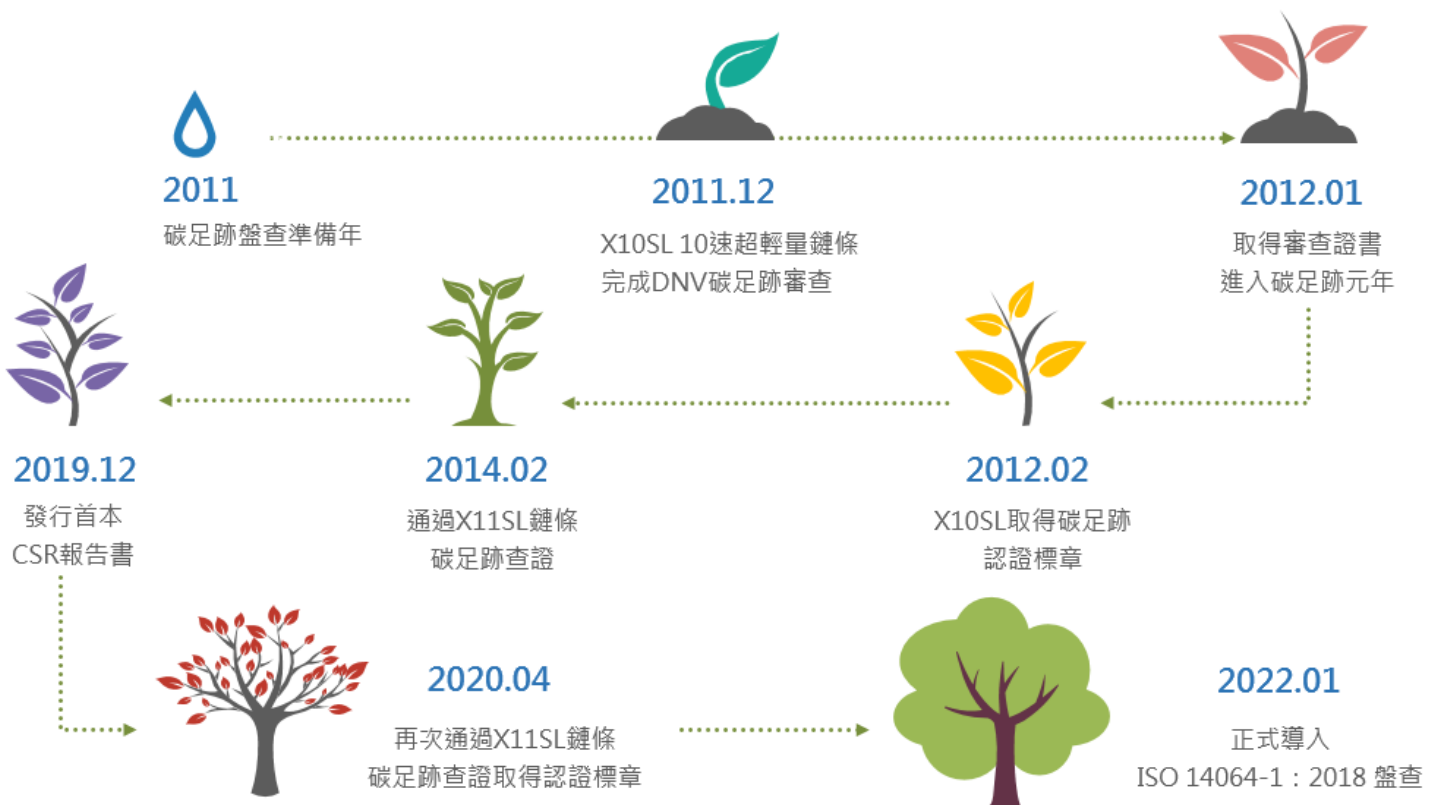 2011
碳足跡盤查準備年
2011.12
X10SL 10速超輕量鏈條
完成DNV碳足跡審查
2012.01
取得審查證書
進入碳足跡元年
2012.02
X10SL取得碳足跡
認證標章
2014.02
通過X11SL鏈條
碳足跡查證
2019.12
發行首本
CSR報告書
2020.04
再次通過X11SL鏈條
碳足跡查證取得認證標章
2022.01
正式導入
ISO 14064-1：2018 盤查